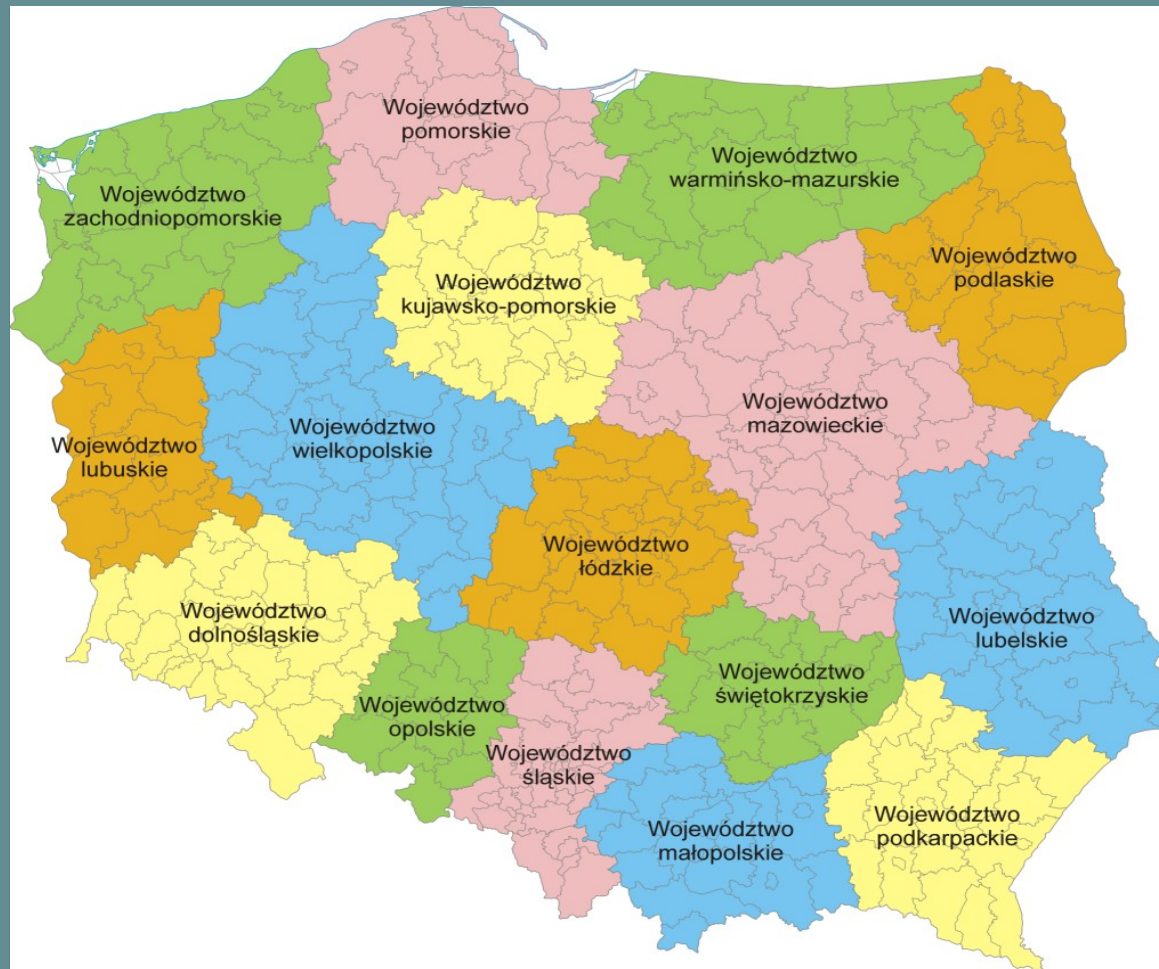 Województwo
pomorskie
Województwo
warmińsko-mazurskie
Województwo
zachodniopomorskie
Województwo
podlaskie
Województwo
kujawsko-pomorskie
Województwo
mazowieckie
Województwo
wielkopolskie
Województwo
lubuskie
Województwo
łódzkie
Województwo
dolnośląskie
Województwo
lubelskie
Województwo
świętokrzyskie
Województwo
opolskie
Województwo
śląskie
Województwo
małopolskie
Województwo
podkarpackie